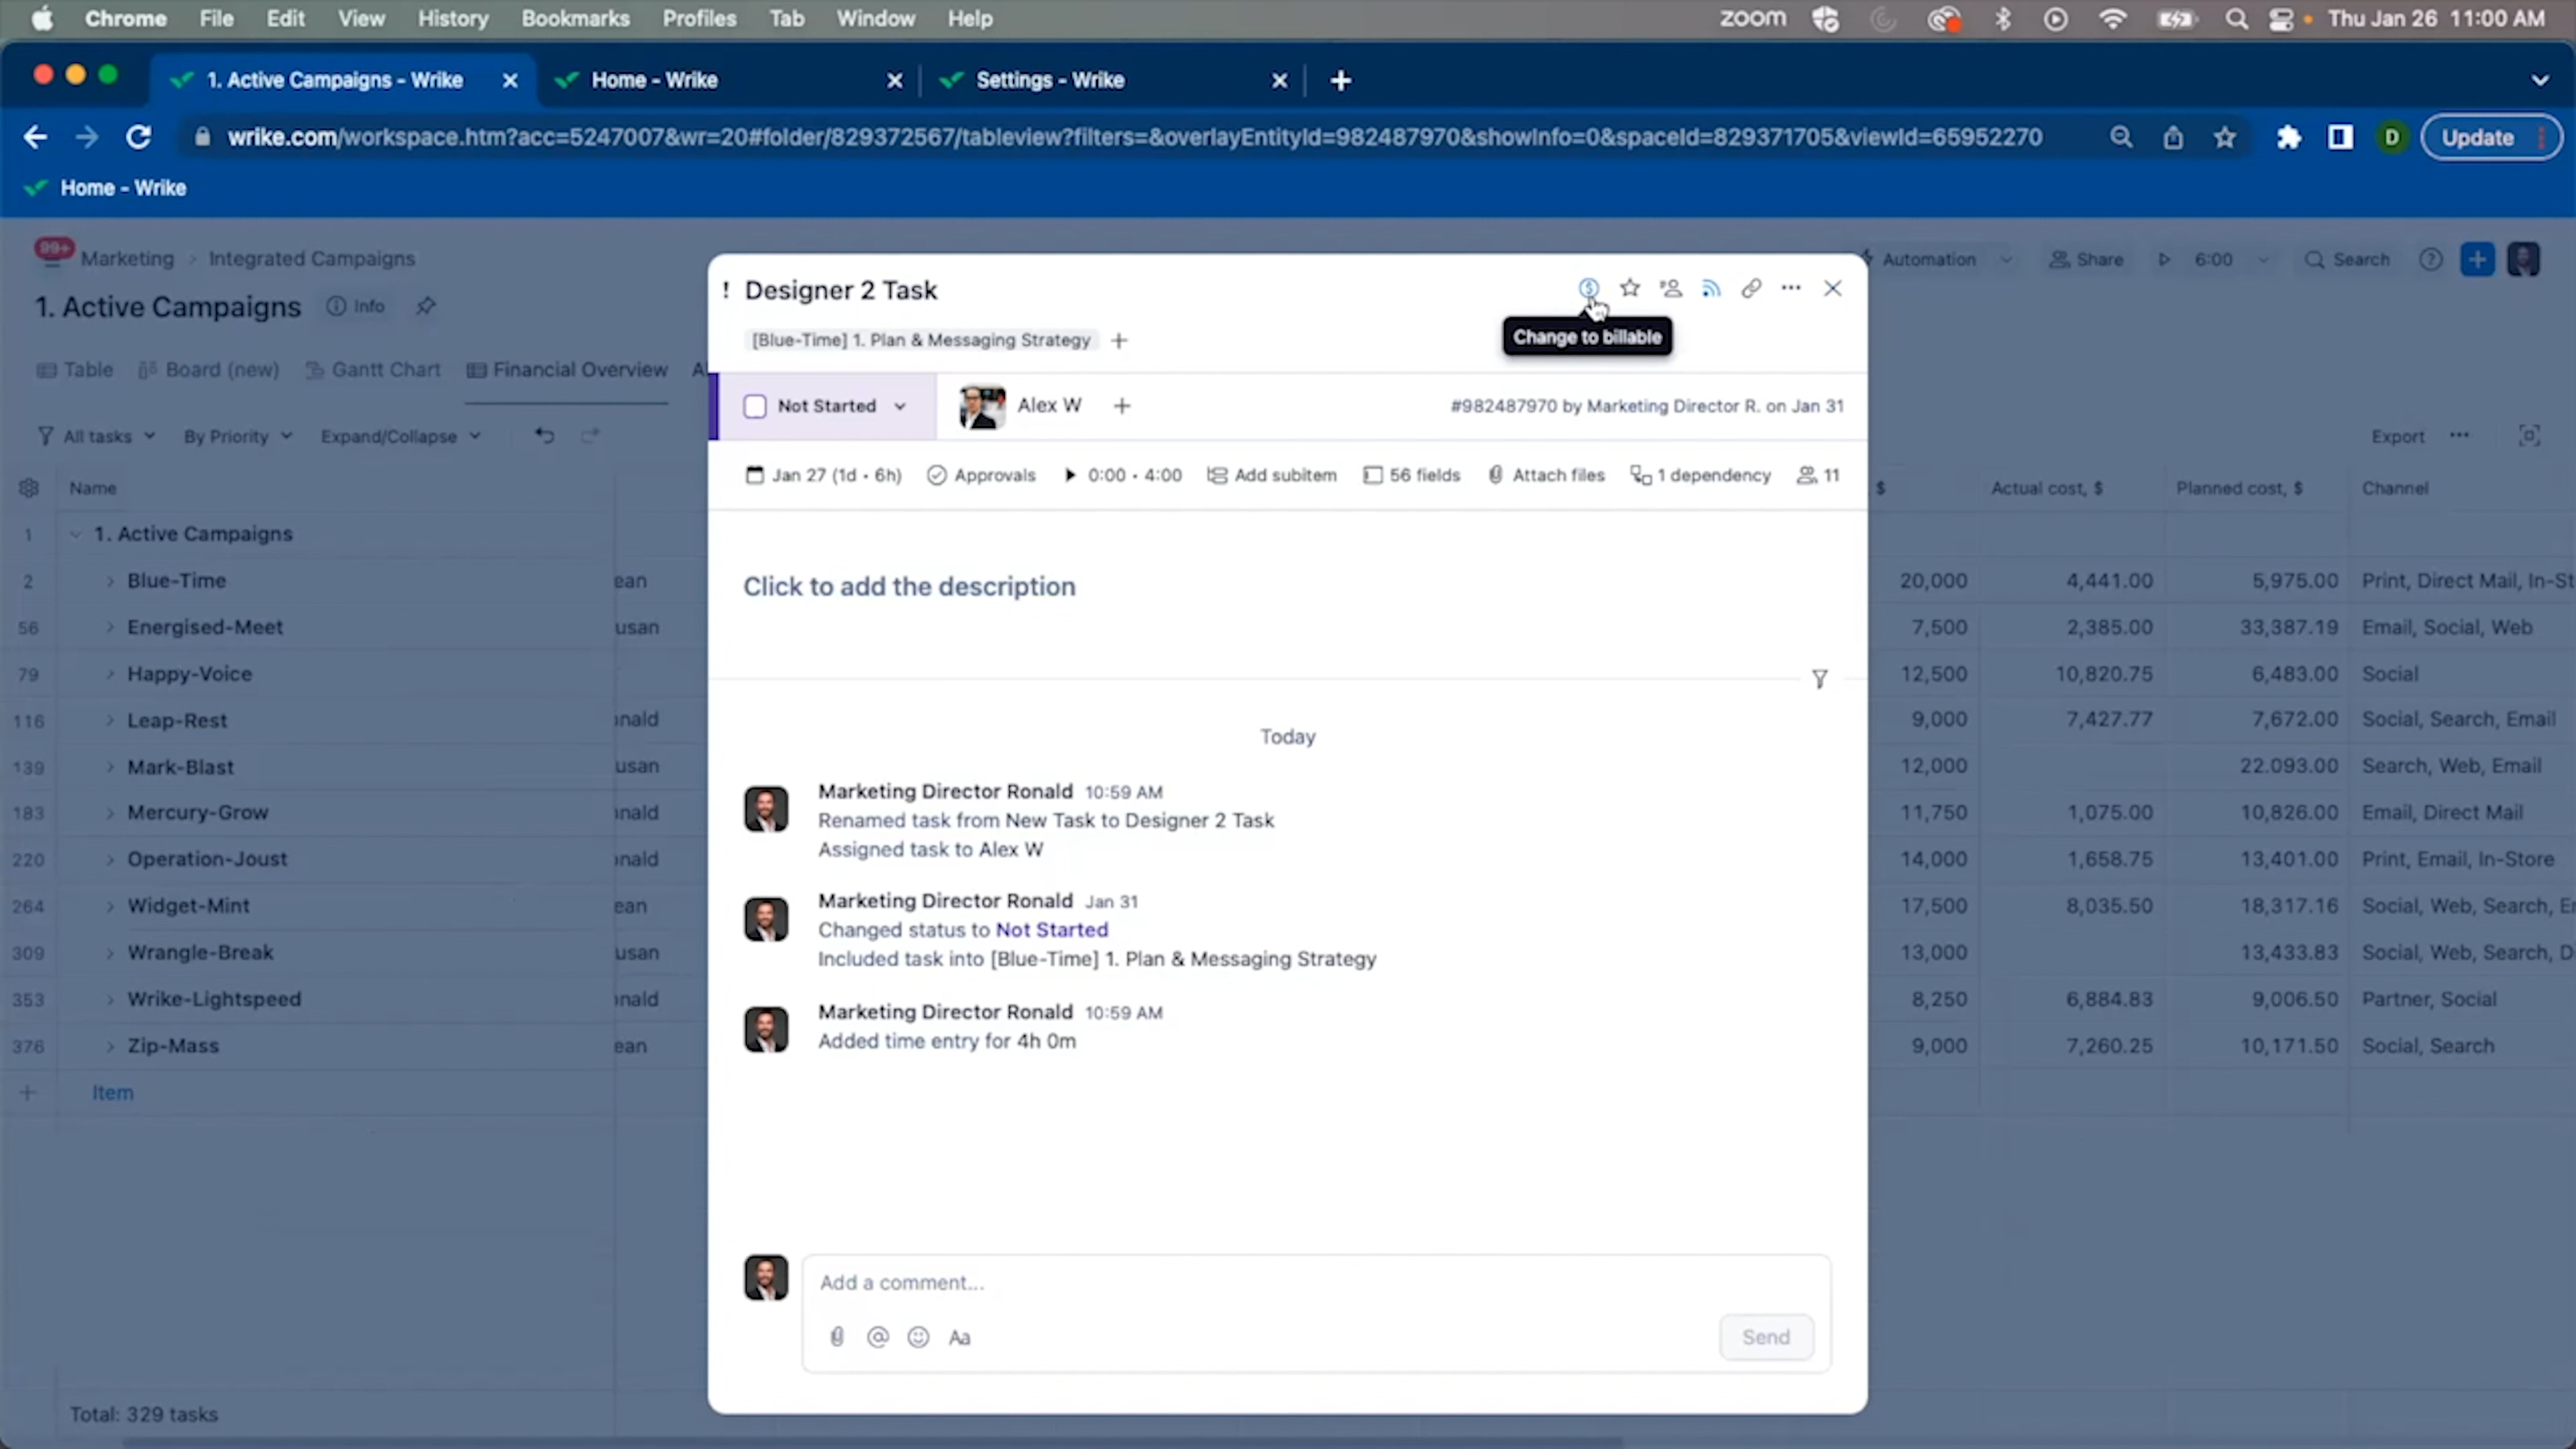 Chrome File Edit View History Bookmarks Profiles Tab Window Help zoom Thu Jan 26 11:00 AM
1. Active Campaigns - Wrike Home - Wrike Settings - Wrike
wrike.com/workspace.htm?acc=5247007&wr=20#folder/829372567/tableview?filters=&overlayEntityId=982487970&showInfo=0&spaceId=829371705&viewId=65952270 D Update
Home - Wrike
99+ Marketing > Integrated Campaigns Automation Share 6:00 Search
1. Active Campaigns Info
Table Board (new) Gantt Chart Financial Overview
All tasks By Priority Expand/Collapse Export
Name $ Actual cost, $ Planned cost, $ Channel
1 1. Active Campaigns
2 Blue-Time ean 20,000 4,441.00 5,975.00 Print, Direct Mail, In-St
56 Energised-Meet usan 7,500 2,385.00 33,387.19 Email, Social, Web
79 Happy-Voice 12,500 10,820.75 6,483.00 Social
116 Leap-Rest nald 9,000 7,427.77 7,672.00 Social, Search, Email
139 Mark-Blast usan 12,000 22.093.00 Search, Web, Email
183 Mercury-Grow nald 11,750 1,075.00 10,826.00 Email, Direct Mail
220 Operation-Joust nald 14,000 1,658.75 13,401.00 Print, Email, In-Store
264 Widget-Mint ean 17,500 8,035.50 18,317.16 Social, Web, Search, E
309 Wrangle-Break usan 13,000 13,433.83 Social, Web, Search, D
353 Wrike-Lightspeed nald 8,250 6,884.83 9,006.50 Partner, Social
376 Zip-Mass ean 9,000 7,260.25 10,171.50 Social, Search
Item
Total: 329 tasks
! Designer 2 Task
Change to billable
[Blue-Time] 1. Plan & Messaging Strategy
Not Started Alex W #982487970 by Marketing Director R. on Jan 31
Jan 27 (1d • 6h) Approvals 0:00 • 4:00 Add subitem 56 fields Attach files 1 dependency 11
Click to add the description
Today
Marketing Director Ronald 10:59 AM
Renamed task from New Task to Designer 2 Task
Assigned task to Alex W
Marketing Director Ronald Jan 31
Changed status to Not Started
Included task into [Blue-Time] 1. Plan & Messaging Strategy
Marketing Director Ronald 10:59 AM
Added time entry for 4h 0m
Add a comment...
@ Aa Send